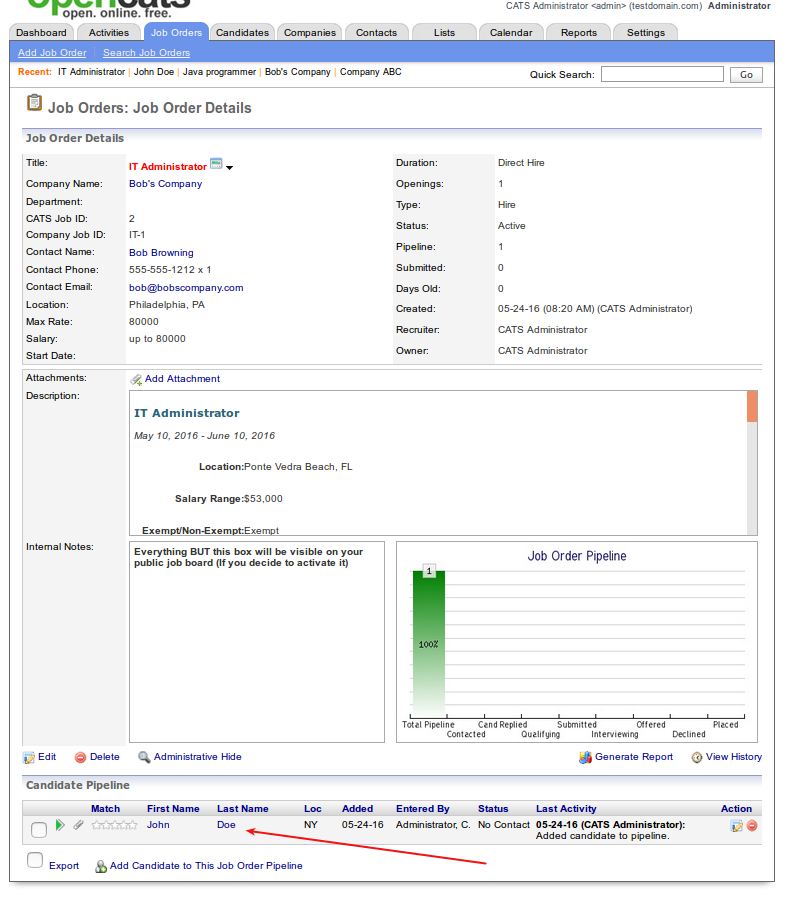 OpenCats
open. online. free.
CATS Administrator <admin> (testdomain.com) Administrator
Dashboard Activities Job Orders Candidates Companies Contacts Lists Calendar Reports Settings
Add Job Order Search Job Orders
Recent: IT Administrator | John Doe | Java programmer | Bob's Company | Company ABC
Quick Search: Go
Job Orders: Job Order Details
Job Order Details
Title: IT Administrator
Company Name: Bob's Company
Department:
CATS Job ID: 2
Company Job ID: IT-1
Contact Name: Bob Browning
Contact Phone: 555-555-1212 x 1
Contact Email: bob@bobscompany.com
Location: Philadelphia, PA
Max Rate: 80000
Salary: up to 80000
Start Date:
Duration: Direct Hire
Openings: 1
Type: Hire
Status: Active
Pipeline: 1
Submitted: 0
Days Old: 0
Created: 05-24-16 (08:20 AM) (CATS Administrator)
Recruiter: CATS Administrator
Owner: CATS Administrator
Attachments: Add Attachment
Description:
IT Administrator
May 10, 2016 - June 10, 2016
Location:Ponte Vedra Beach, FL
Salary Range:$53,000
Exempt/Non-Exempt:Exempt
Internal Notes:
Everything BUT this box will be visible on your
public job board (If you decide to activate it)
Job Order Pipeline
1
100%
Total Pipeline Cand Replied Submitted Offered Placed
Contacted Qualifying Interviewing Declined
Edit Delete Administrative Hide Generate Report View History
Candidate Pipeline
Match First Name Last Name Loc Added Entered By Status Last Activity Action
John Doe NY 05-24-16 Administrator, C. No Contact 05-24-16 (CATS Administrator):
Added candidate to pipeline.
Export Add Candidate to This Job Order Pipeline